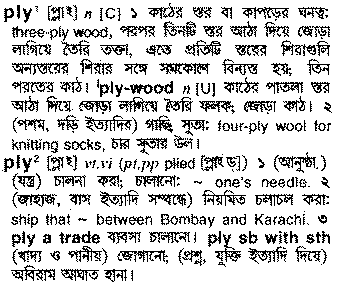 ply¹ [প্লাই] n [C] ১ কাঠের স্তর বা কাপড়ের ঘনত্ব:
three-ply wood, পরপর তিনটি স্তর আঠা দিয়ে জোড়া
লাগিয়ে তৈরি তক্তা, এতে প্রতিটি স্তরের শিরাগুলি
অন্যস্তরের শিরার সঙ্গে সমকোণে বিন্যস্ত হয়; তিন
পরতের কাঠ। ˈply-wood n [U] কাঠের পাতলা স্তর
আঠা দিয়ে জোড়া লাগিয়ে তৈরি ফলক; জোড়া কাঠ। ২
(পশম, দড়ি ইত্যাদির) গাছি, সুতা: four-ply wool for
knitting socks, চার সুতার উল।
ply² [প্লাই] vt,vi (pt,pp plied [প্লাইড্]) ১ (আনুষ্ঠা.)
(যন্ত্র) চালনা করা; চালানো: ~ one's needle. ২
(জাহাজ, বাস ইত্যাদি সম্বন্ধে) নিয়মিত চলাচল করা:
ship that ~ between Bombay and Karachi. ৩
ply a trade ব্যবসা চালানো। ply sb with sth
(খাদ্য ও পানীয়) জোগানো; (প্রশ্ন, যুক্তি ইত্যাদি দিয়ে)
অবিরাম আঘাত হানা।